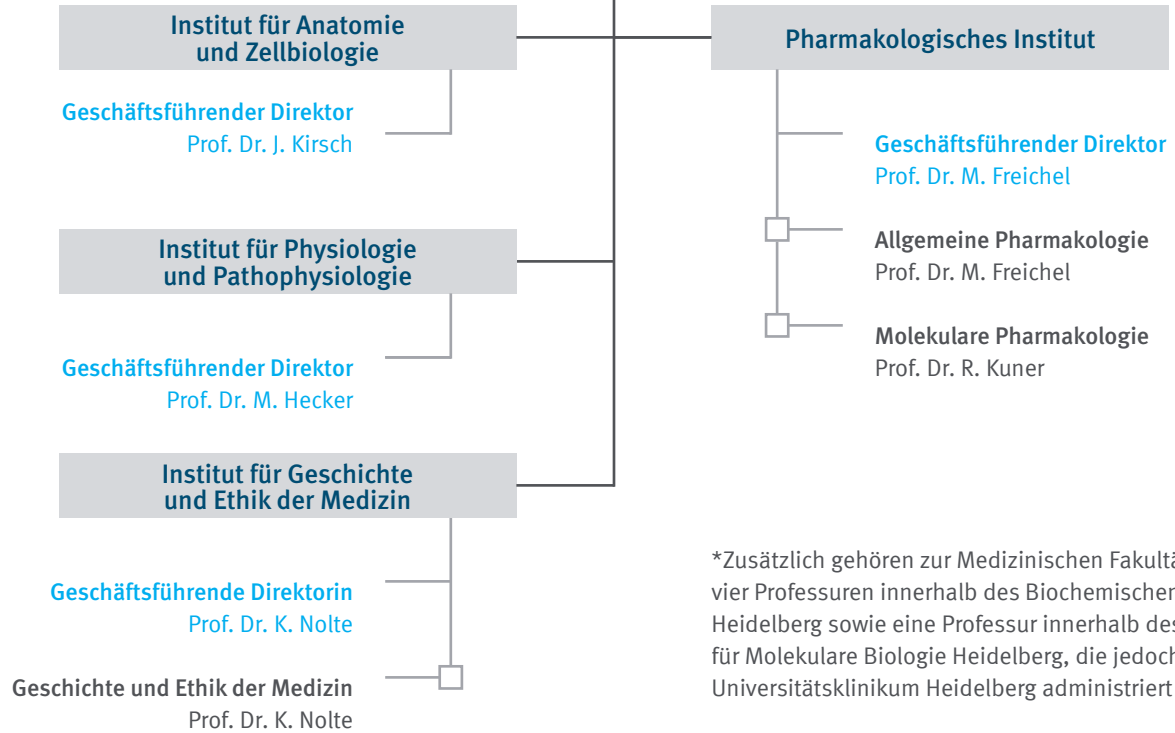 Institut für Anatomie
und Zellbiologie
Geschäftsführender Direktor
Prof. Dr. J. Kirsch
Institut für Physiologie
und Pathophysiologie
Geschäftsführender Direktor
Prof. Dr. M. Hecker
Institut für Geschichte
und Ethik der Medizin
Geschäftsführende Direktorin
Prof. Dr. K. Nolte
Geschichte und Ethik der Medizin
Prof. Dr. K. Nolte
Pharmakologisches Institut
Geschäftsführender Direktor
Prof. Dr. M. Freichel
Allgemeine Pharmakologie
Prof. Dr. M. Freichel
Molekulare Pharmakologie
Prof. Dr. R. Kuner
*Zusätzlich gehören zur Medizinischen Fakultä
vier Professuren innerhalb des Biochemischen
Heidelberg sowie eine Professur innerhalb des
für Molekulare Biologie Heidelberg, die jedoch
Universitätsklinikum Heidelberg administriert